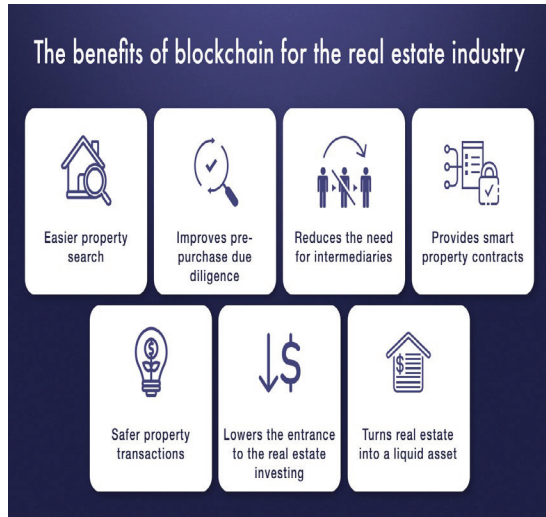 The benefits of blockchain for the real estate industry
Easier property
search
Improves pre-
purchase due
diligence
Reduces the need
for intermediaries
Provides smart
property contracts
$
Safer property
transactions
$
Lowers the entrance
to the real estate
investing
$
Turns real estate
into a liquid asset